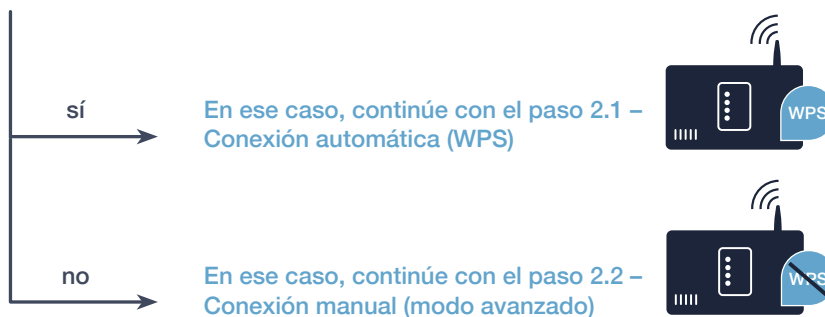 sí
En ese caso, continúe con el paso 2.1 –
Conexión automática (WPS)
WPS
no
En ese caso, continúe con el paso 2.2 –
Conexión manual (modo avanzado)
WPS